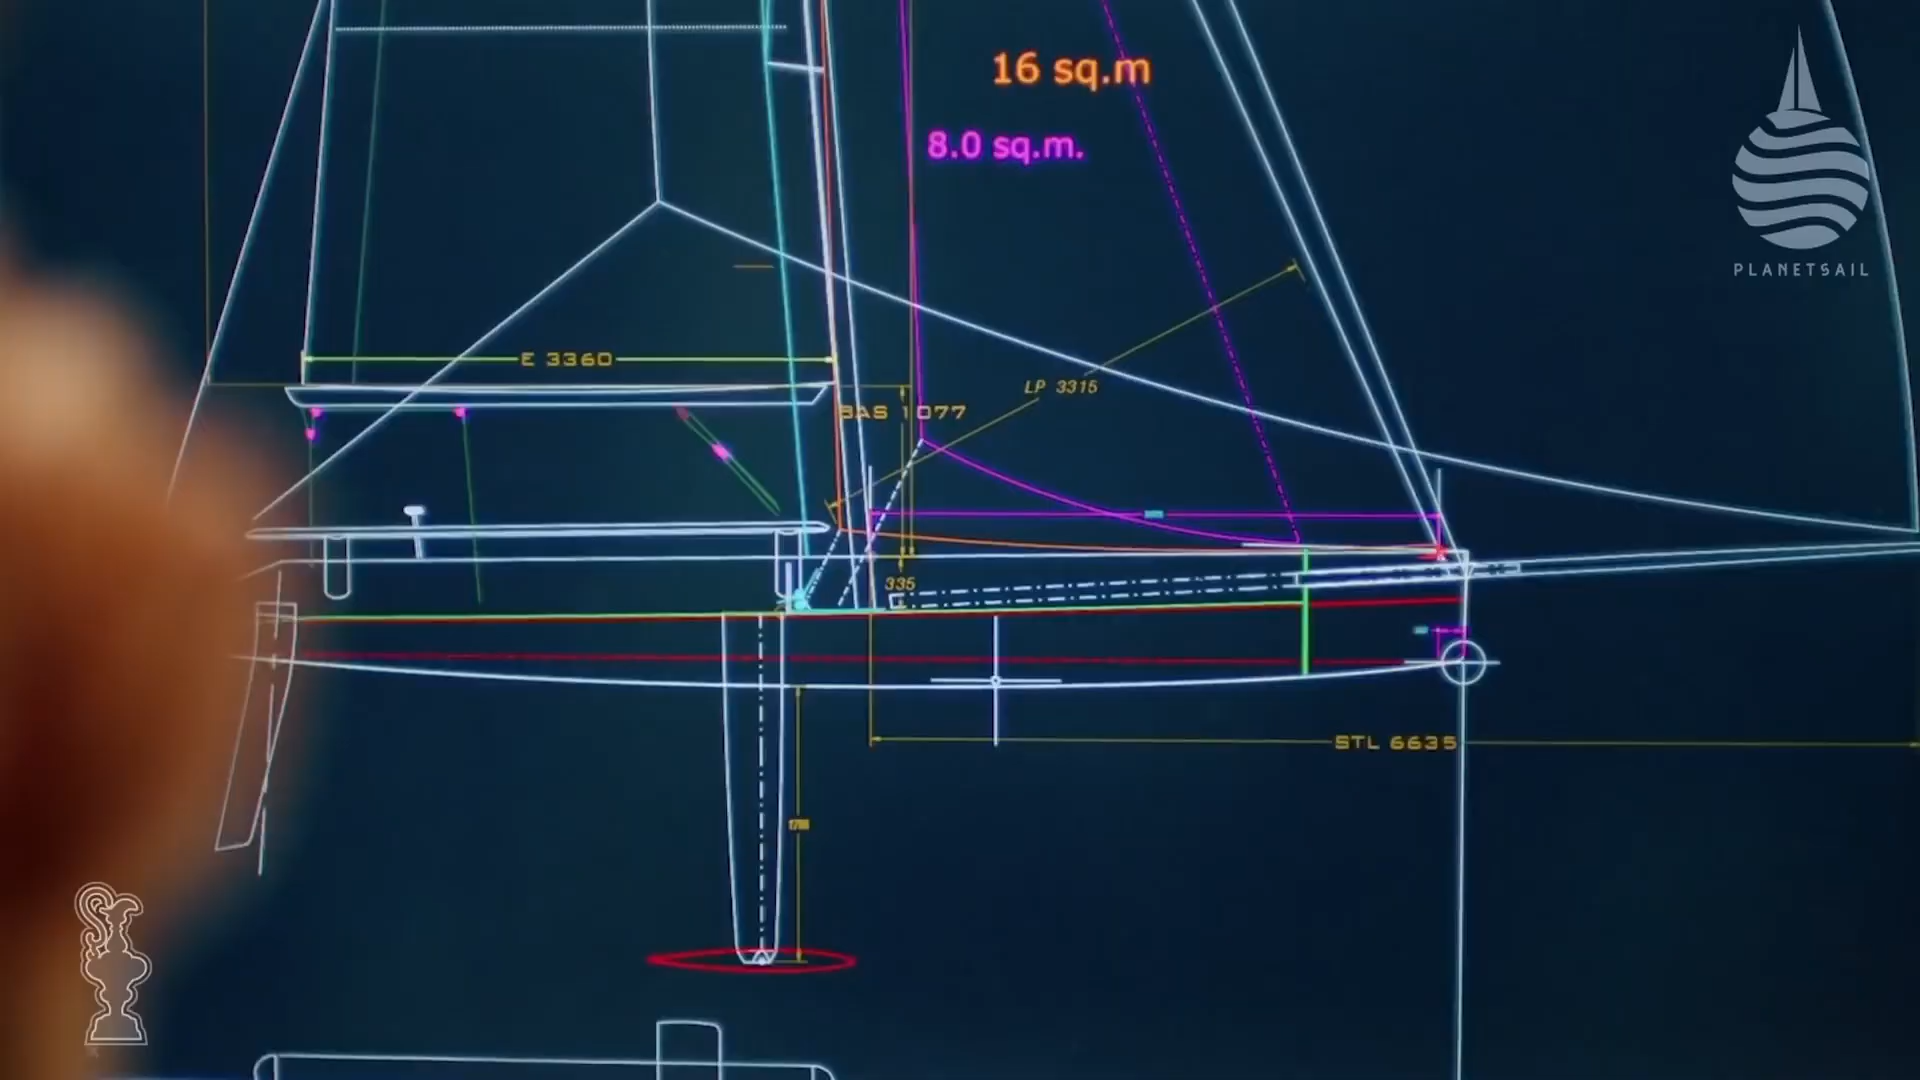 16 sq.m
8.0 sq.m.
PLANETSAIL
E 3360
LP 3315
BAS 1077
335
STL 6635